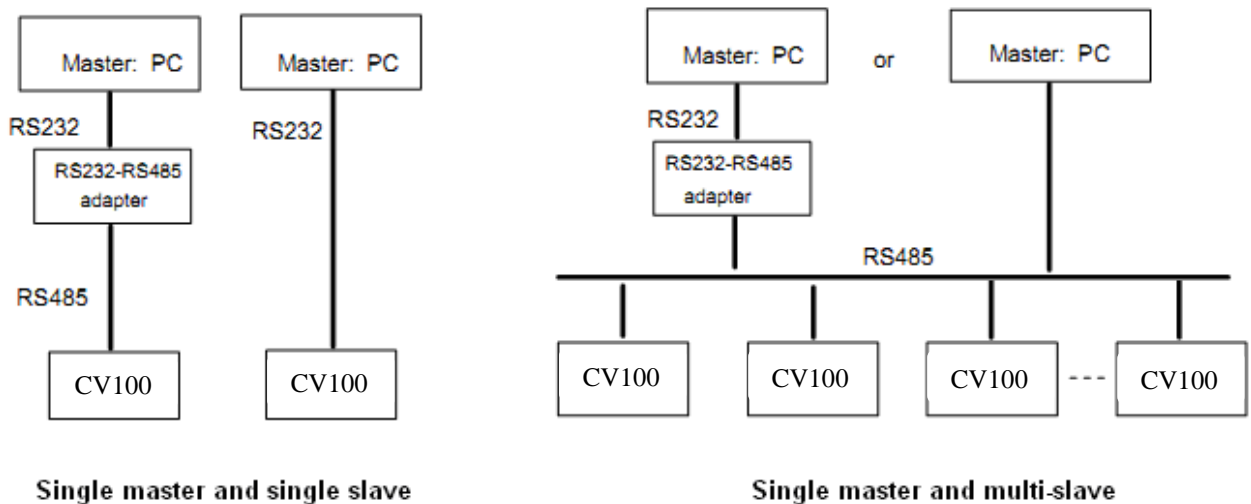 Master: PC
RS232
RS232-RS485
adapter
RS485
CV100
Master: PC
RS232
CV100
Single master and single slave
Master: PC
or
Master: PC
RS232
RS232-RS485
adapter
RS485
CV100
CV100
CV100
CV100
Single master and multi-slave